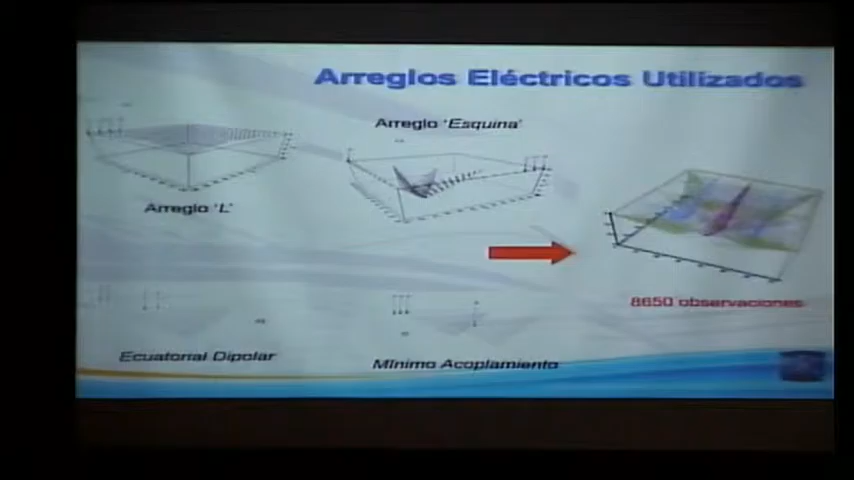 Arreglos Eléctricos Utilizados
Arreglo 'Esquina'
Arreglo 'L'
8650 observaciones
Ecuatorial Dipolar
Mínimo Acoplamiento